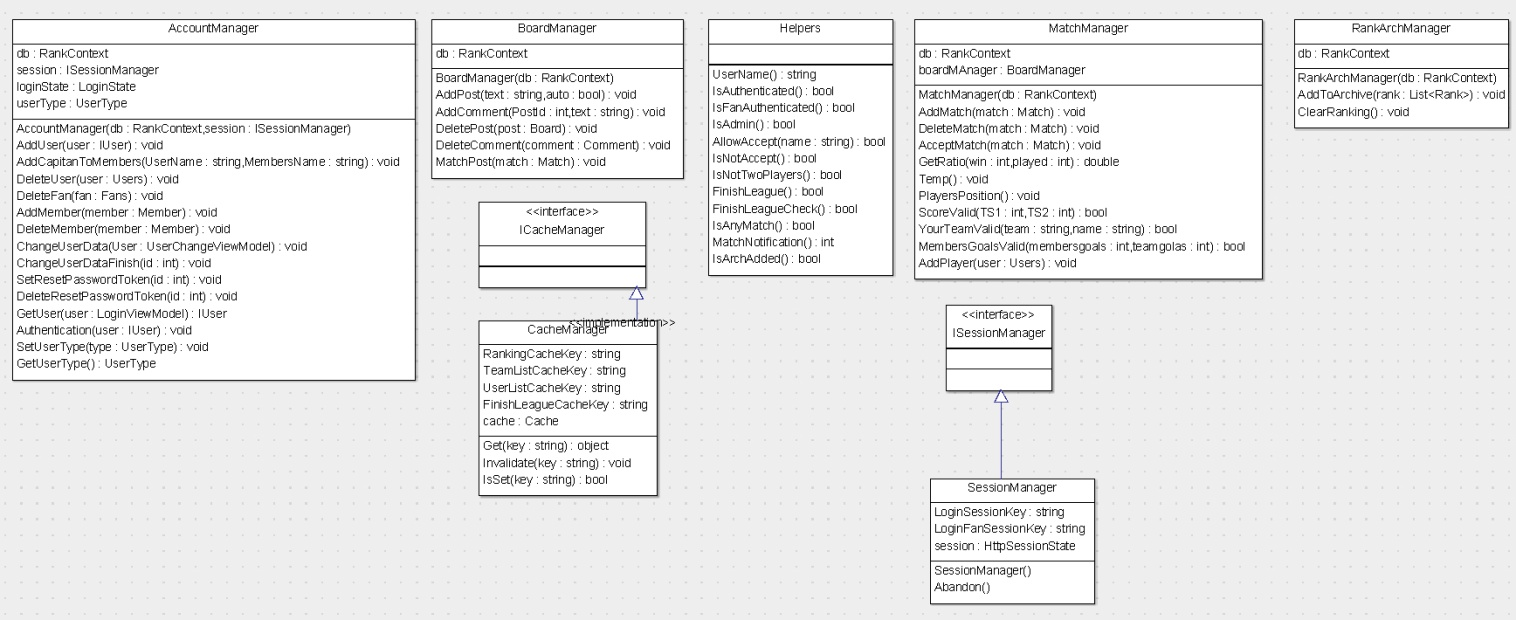 AccountManager
db : RankContext
session : ISessionManager
loginState : LoginState
userType : UserType
AccountManager(db : RankContext,session : ISessionManager)
AddUser(user : IUser) : void
AddCapitanToMembers(UserName : string,MembersName : string) : void
DeleteUser(user : Users) : void
DeleteFan(fan : Fans) : void
AddMember(member : Member) : void
DeleteMember(member : Member) : void
ChangeUserData(User : UserChangeViewModel) : void
ChangeUserDataFinish(id : int) : void
SetResetPasswordToken(id : int) : void
DeleteResetPasswordToken(id : int) : void
GetUser(user : LoginViewModel) : IUser
Authentication(user : IUser) : void
SetUserType(type : UserType) : void
GetUserType() : UserType
BoardManager
db : RankContext
BoardManager(db : RankContext)
AddPost(text : string,auto : bool) : void
AddComment(PostId : int,text : string) : void
DeletePost(post : Board) : void
DeleteComment(comment : Comment) : void
MatchPost(match : Match) : void
<<interface>>
ICacheManager
<<implementation>>
CacheManager
RankingCacheKey : string
TeamListCacheKey : string
UserListCacheKey : string
FinishLeagueCacheKey : string
cache : Cache
Get(key : string) : object
Invalidate(key : string) : void
IsSet(key : string) : bool
Helpers
UserName() : string
IsAuthenticated() : bool
IsFanAuthenticated() : bool
IsAdmin() : bool
AllowAccept(name : string) : bool
IsNotAccept() : bool
IsNotTwoPlayers() : bool
FinishLeague() : bool
FinishLeagueCheck() : bool
IsAnyMatch() : bool
MatchNotification() : int
IsArchAdded() : bool
MatchManager
db : RankContext
boardMAnager : BoardManager
MatchManager(db : RankContext)
AddMatch(match : Match) : void
DeleteMatch(match : Match) : void
AcceptMatch(match : Match) : void
GetRatio(win : int,played : int) : double
Temp() : void
PlayersPosition() : void
ScoreValid(TS1 : int,TS2 : int) : bool
YourTeamValid(team : string,name : string) : bool
MembersGoalsValid(membersgoals : int,teamgolas : int) : bool
AddPlayer(user : Users) : void
<<interface>>
ISessionManager
SessionManager
LoginSessionKey : string
LoginFanSessionKey : string
session : HttpSessionState
SessionManager()
Abandon()
RankArchManager
db : RankContext
RankArchManager(db : RankContext)
AddToArchive(rank : List<Rank>) : void
ClearRanking() : void